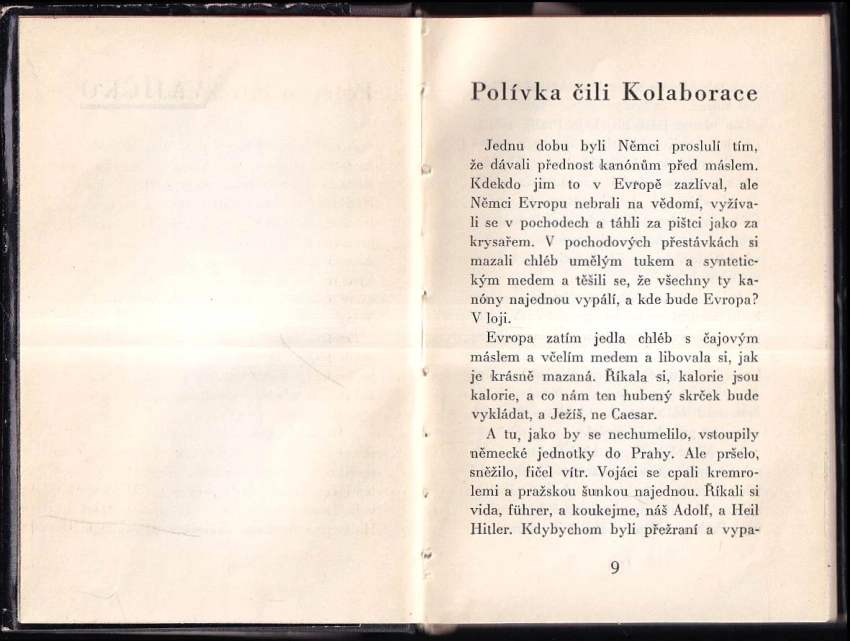 Polívka čili Kolaborace
Jednu dobu byli Němci proslulí tím,
že dávali přednost kanónům před máslem.
Kdekdo jim to v Evropě zazlíval, ale
Němci Evropu nebrali na vědomí, vyžíva-
li se v pochodech a táhli za pištci jako za
krysařem. V pochodových přestávkách si
mazali chléb umělým tukem a syntetic-
kým medem a těšili se, že všechny ty ka-
nóny najednou vypálí, a kde bude Evropa?
V loji.
Evropa zatím jedla chléb s čajovým
máslem a včelím medem a libovala si, jak
je krásně mazaná. Říkala si, kalorie jsou
kalorie, a co nám ten hubený skrček bude
vykládat, a Ježíš, ne Caesar.
A tu, jako by se nechumelilo, vstoupily
německé jednotky do Prahy. Ale pršelo,
sněžilo, fičel vítr. Vojáci se cpali kremro-
lemi a pražskou šunkou najednou. Říkali si
vida, führer, a koukejme, náš Adolf, a Heil
Hitler. Kdybychom byli přežraní a vypa-
9